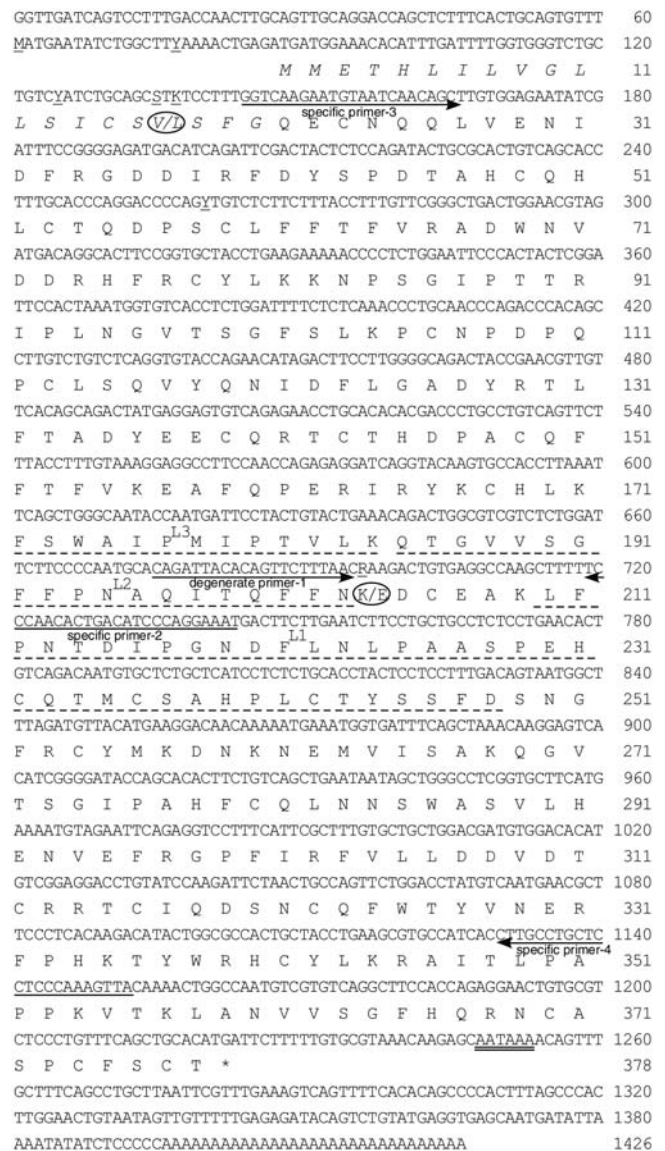 GGTTGATCAGTCCTTTGACCAACTTGCAGTTGCAGGACCAGCTCTTTCACTGCAGTGTTT 60
MATGAATATCTGGCTTYAAAACTGAGATGATGGAAACACATTTGATTTTGGTGGGTCTGC 120
M M E T H L I L V G L 11
TGTCYATCTGCAGCSTKTCCTTTGGTCAAGAATGTAATCAACAGCTTGTGGAGAATATCG 180
specific primer-3
L S I C S V/L S F G Q E C N Q Q L V E N I 31
ATTTCCGGGGAGATGACATCAGATTCGACTACTCTCCAGATACTGCGCACTGTCAGCACC 240
D F R G D D I R F D Y S P D T A H C Q H 51
TTTGCACCCAGGACCCCAGYTGTCTCTTCTTTACCTTTGTTCGGGCTGACTGGAACGTAG 300
L C T Q D P S C L F F T F V R A D W N V 71
ATGACAGGCACTTCCGGTGCTACCTGAAGAAAAACCCCTCTGGAATTCCCACTACTCGGA 360
D D R H F R C Y L K K N P S G I P T T R 91
TTCCACTAAATGGTGTCACCTCTGGATTTTCTCTCAAACCCTGCAACCCAGACCCACAGC 420
I P L N G V T S G F S L K P C N P D P Q 111
CTTGTCTGTCTCAGGTGTACCAGAACATAGACTTCCTTGGGGCAGACTACCGAACGTTGT 480
P C L S Q V Y Q N I D F L G A D Y R T L 131
TCACAGCAGACTATGAGGAGTGTCAGAGAACCTGCACACACGACCCTGCCTGTCAGTTCT 540
F T A D Y E E C Q R T C T H D P A C Q F 151
TTACCTTTGTAAAGGAGGCCTTCCAACCAGAGAGGATCAGGTACAAGTGCCACCTTAAAT 600
F T F V K E A F Q P E R I R Y K C H L K 171
TCAGCTGGGCAATACCAATGATTCCTACTGTACTGAAACAGACTGGCGTCGTCTCTGGAT 660
F S W A I P L3 M I P T V L K Q T G V V S G 191
TCTTCCCCAATGCACAGATTACACAGTTCTTTAACRAAGACTGTGAGGCCAAGCTTTTTC 720
degenerate primer-1
F F P N L2 A Q I T Q F F N K/E D C E A K L F 211
CCAACACTGACATCCCAGGAAATGACTTCTTGAATCTTCCTGCTGCCTCTCCTGAACACT 780
specific primer-2
P N T D I P G N D F L1 L N L P A A S P E H 231
GTCAGACAATGTGCTCTGCTCATCCTCTCTGCACCTACTCCTCCTTTGACAGTAATGGCT 840
C Q T M C S A H P L C T Y S S F D S N G 251
TTAGATGTTACATGAAGGACAACAAAAATGAAATGGTGATTTCAGCTAAACAAGGAGTCA 900
F R C Y M K D N K N E M V I S A K Q G V 271
CATCGGGGATACCAGCACACTTCTGTCAGCTGAATAATAGCTGGGCCTCGGTGCTTCATG 960
T S G I P A H F C Q L N N S W A S V L H 291
AAAATGTAGAATTCAGAGGTCCTTTCATTCGCTTTGTGCTGCTGGACGATGTGGACACAT 1020
E N V E F R G P F I R F V L L D D V D T 311
GTCGGAGGACCTGTATCCAAGATTCTAACTGCCAGTTCTGGACCTATGTCAATGAACGCT 1080
C R R T C I Q D S N C Q F W T Y V N E R 331
TCCCTCACAAGACATACTGGCGCCACTGCTACCTGAAGCGTGCCATCACCTTGCCTGCTC 1140
specific primer-4
F P H K T Y W R H C Y L K R A I T L P A 351
CTCCCAAAGTTACAAAACTGGCCAATGTCGTGTCAGGCTTCCACCAGAGGAACTGTGCGT 1200
P P K V T K L A N V V S G F H Q R N C A 371
CTCCCTGTTTCAGCTGCACATGATTCTTTTTGTGCGTAAACAAGAGCAATAAAACAGTTT 1260
S P C F S C T * 378
GCTTTCAGCCTGCTTAATTCGTTTGAAAGTCAGTTTTCACACAGCCCCACTTTAGCCCAC 1320
TTGGAACTGTAATAGTTGTTTTTGAGAGATACAGTCTGTATGAGGTGAGCAATGATATTA 1380
AAATATATCTCCCCCAAAAAAAAAAAAAAAAAAAAAAAAAAAAAAA 1426